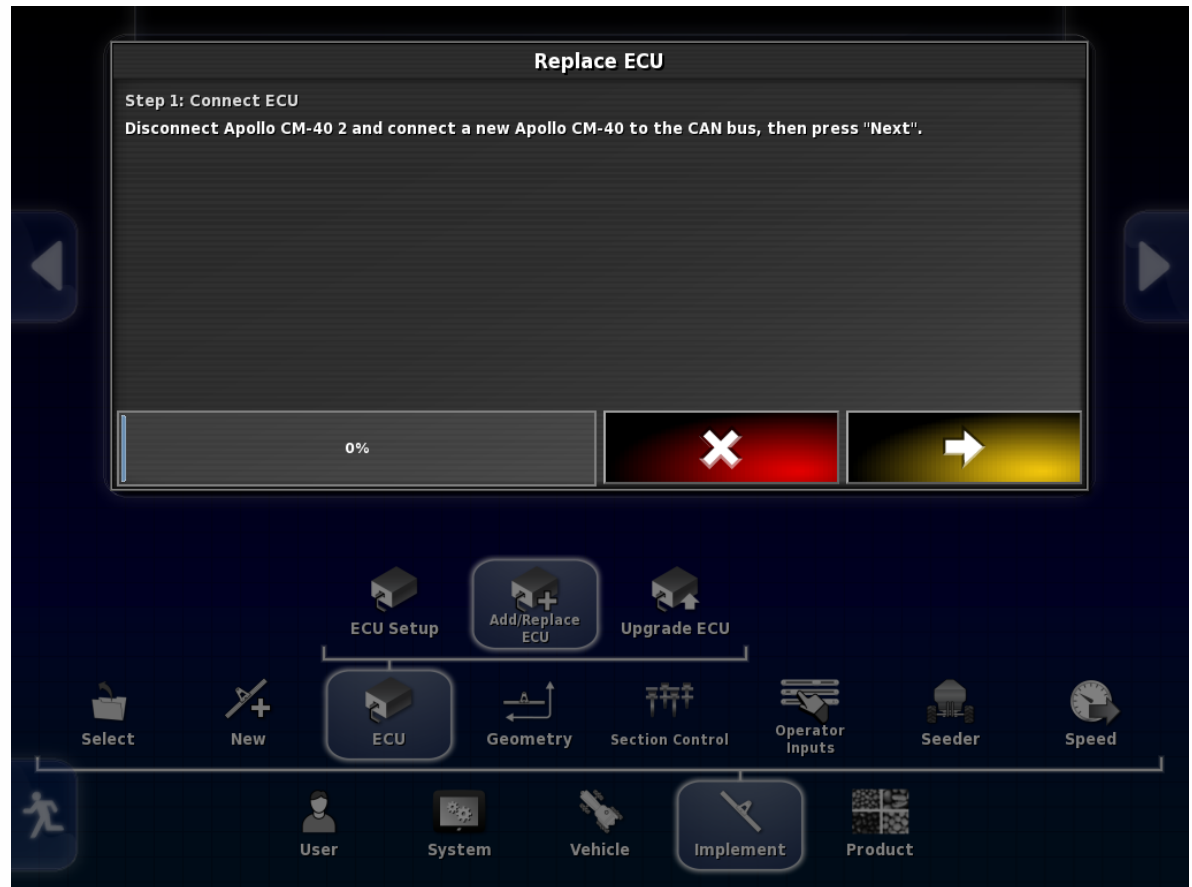 Replace ECU
Step 1: Connect ECU
Disconnect Apollo CM-40 2 and connect a new Apollo CM-40 to the CAN bus, then press "Next".
0%
ECU Setup
Add/Replace
ECU
Upgrade ECU
Select
New
ECU
Geometry
Section Control
Operator
Inputs
Seeder
Speed
User
System
Vehicle
Implement
Product